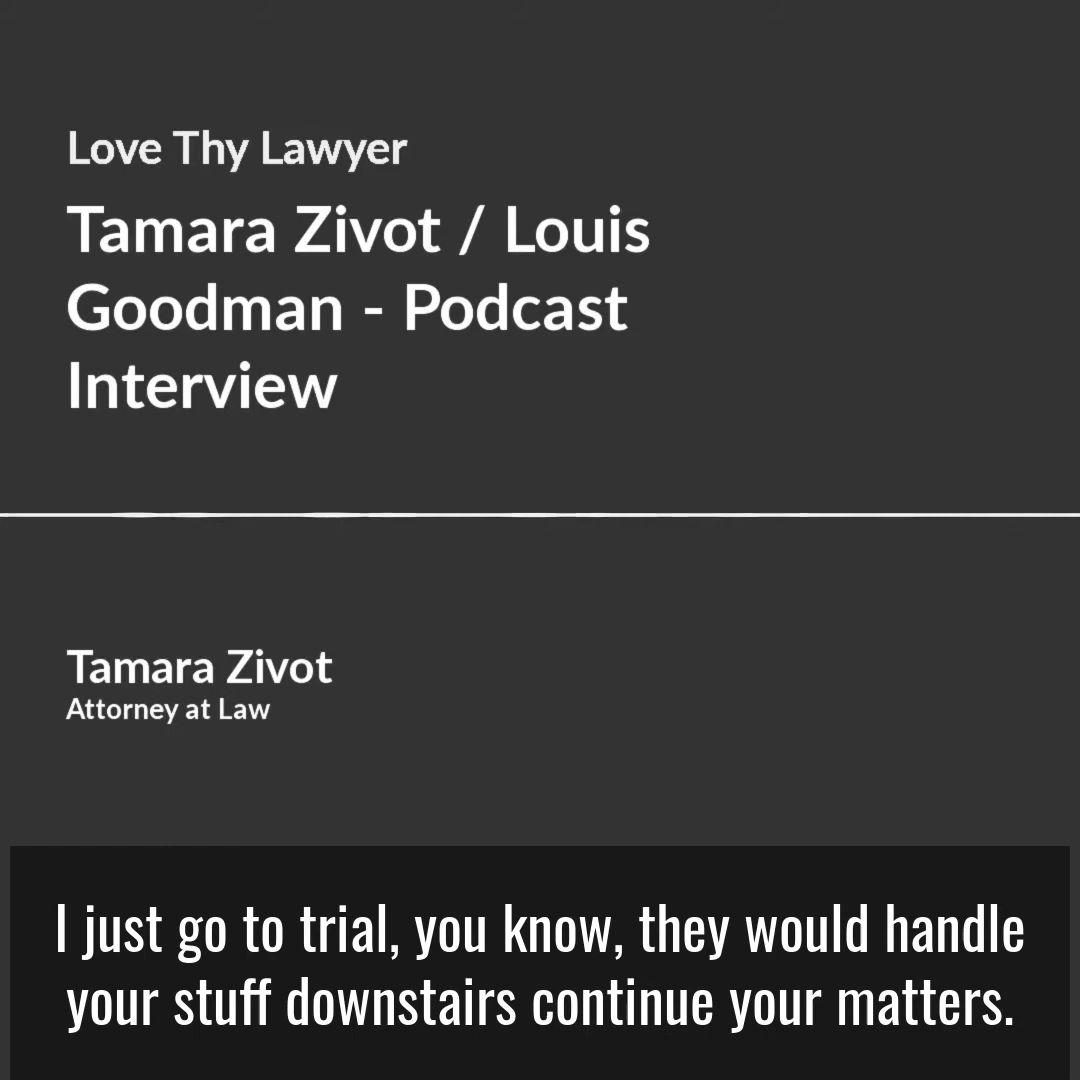 Love Thy Lawyer
Tamara Zivot / Louis
Goodman - Podcast
Interview
Tamara Zivot
Attorney at Law
I just go to trial, you know, they would handle
your stuff downstairs continue your matters.